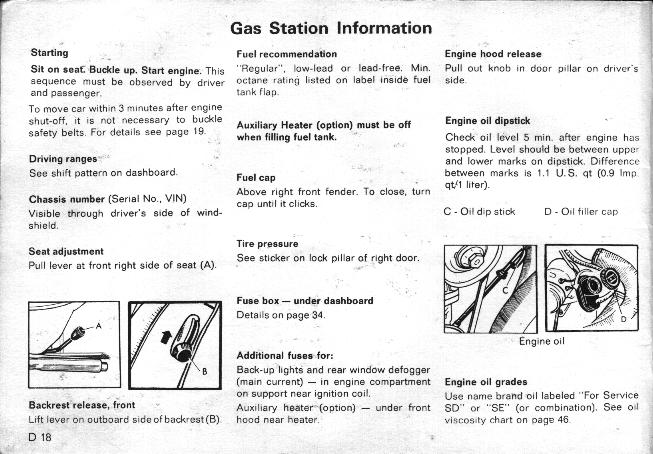 Gas Station Information
Starting
Sit on seat. Buckle up. Start engine. This
sequence must be observed by driver
and passenger.
To move car within 3 minutes after engine
shut-off, it is not necessary to buckle
safety belts. For details see page 19.
Driving ranges
See shift pattern on dashboard.
Chassis number (Serial No., VIN)
Visible through driver's side of wind-
shield.
Seat adjustment
Pull lever at front right side of seat (A).
A
B
Backrest release, front
Lift lever on outboard side of backrest (B).
D 18
Fuel recommendation
"Regular", low-lead or lead-free. Min.
octane rating listed on label inside fuel
tank flap.
Auxiliary Heater (option) must be off
when filling fuel tank.
Fuel cap
Above right front fender. To close, turn
cap until it clicks.
Tire pressure
See sticker on lock pillar of right door.
Fuse box — under dashboard
Details on page 34.
Additional fuses for:
Back-up lights and rear window defogger
(main current) — in engine compartment
on support near ignition coil.
Auxiliary heater (option) — under front
hood near heater.
Engine hood release
Pull out knob in door pillar on driver's
side.
Engine oil dipstick
Check oil level 5 min. after engine has
stopped. Level should be between upper
and lower marks on dipstick. Difference
between marks is 1.1 U.S. qt (0.9 Imp.
qt/1 liter).
C - Oil dip stick D - Oil filler cap
C
D
Engine oil
Engine oil grades
Use name brand oil labeled "For Service
SD" or "SE" (or combination). See oil
viscosity chart on page 46.